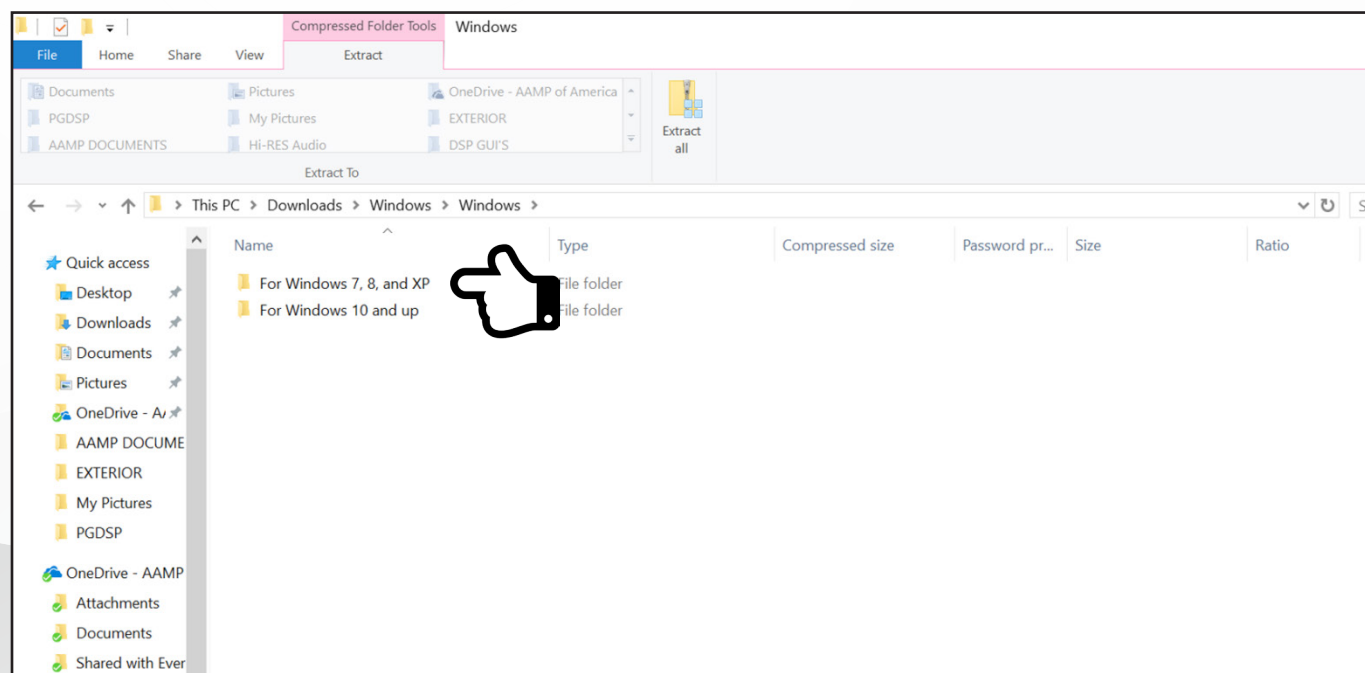 Compressed Folder Tools Windows
File Home Share View Extract
Documents Pictures OneDrive - AAMP of America
PGDSP My Pictures EXTERIOR
AAMP DOCUMENTS Hi-RES Audio DSP GUI'S
Extract all
Extract To
This PC > Downloads > Windows > Windows >
S
Name Type Compressed size Password pr... Size Ratio
Quick access
Desktop
Downloads
Documents
Pictures
OneDrive - A
AAMP DOCUME
EXTERIOR
My Pictures
PGDSP
OneDrive - AAMP
Attachments
Documents
Shared with Ever
For Windows 7, 8, and XP File folder
For Windows 10 and up File folder